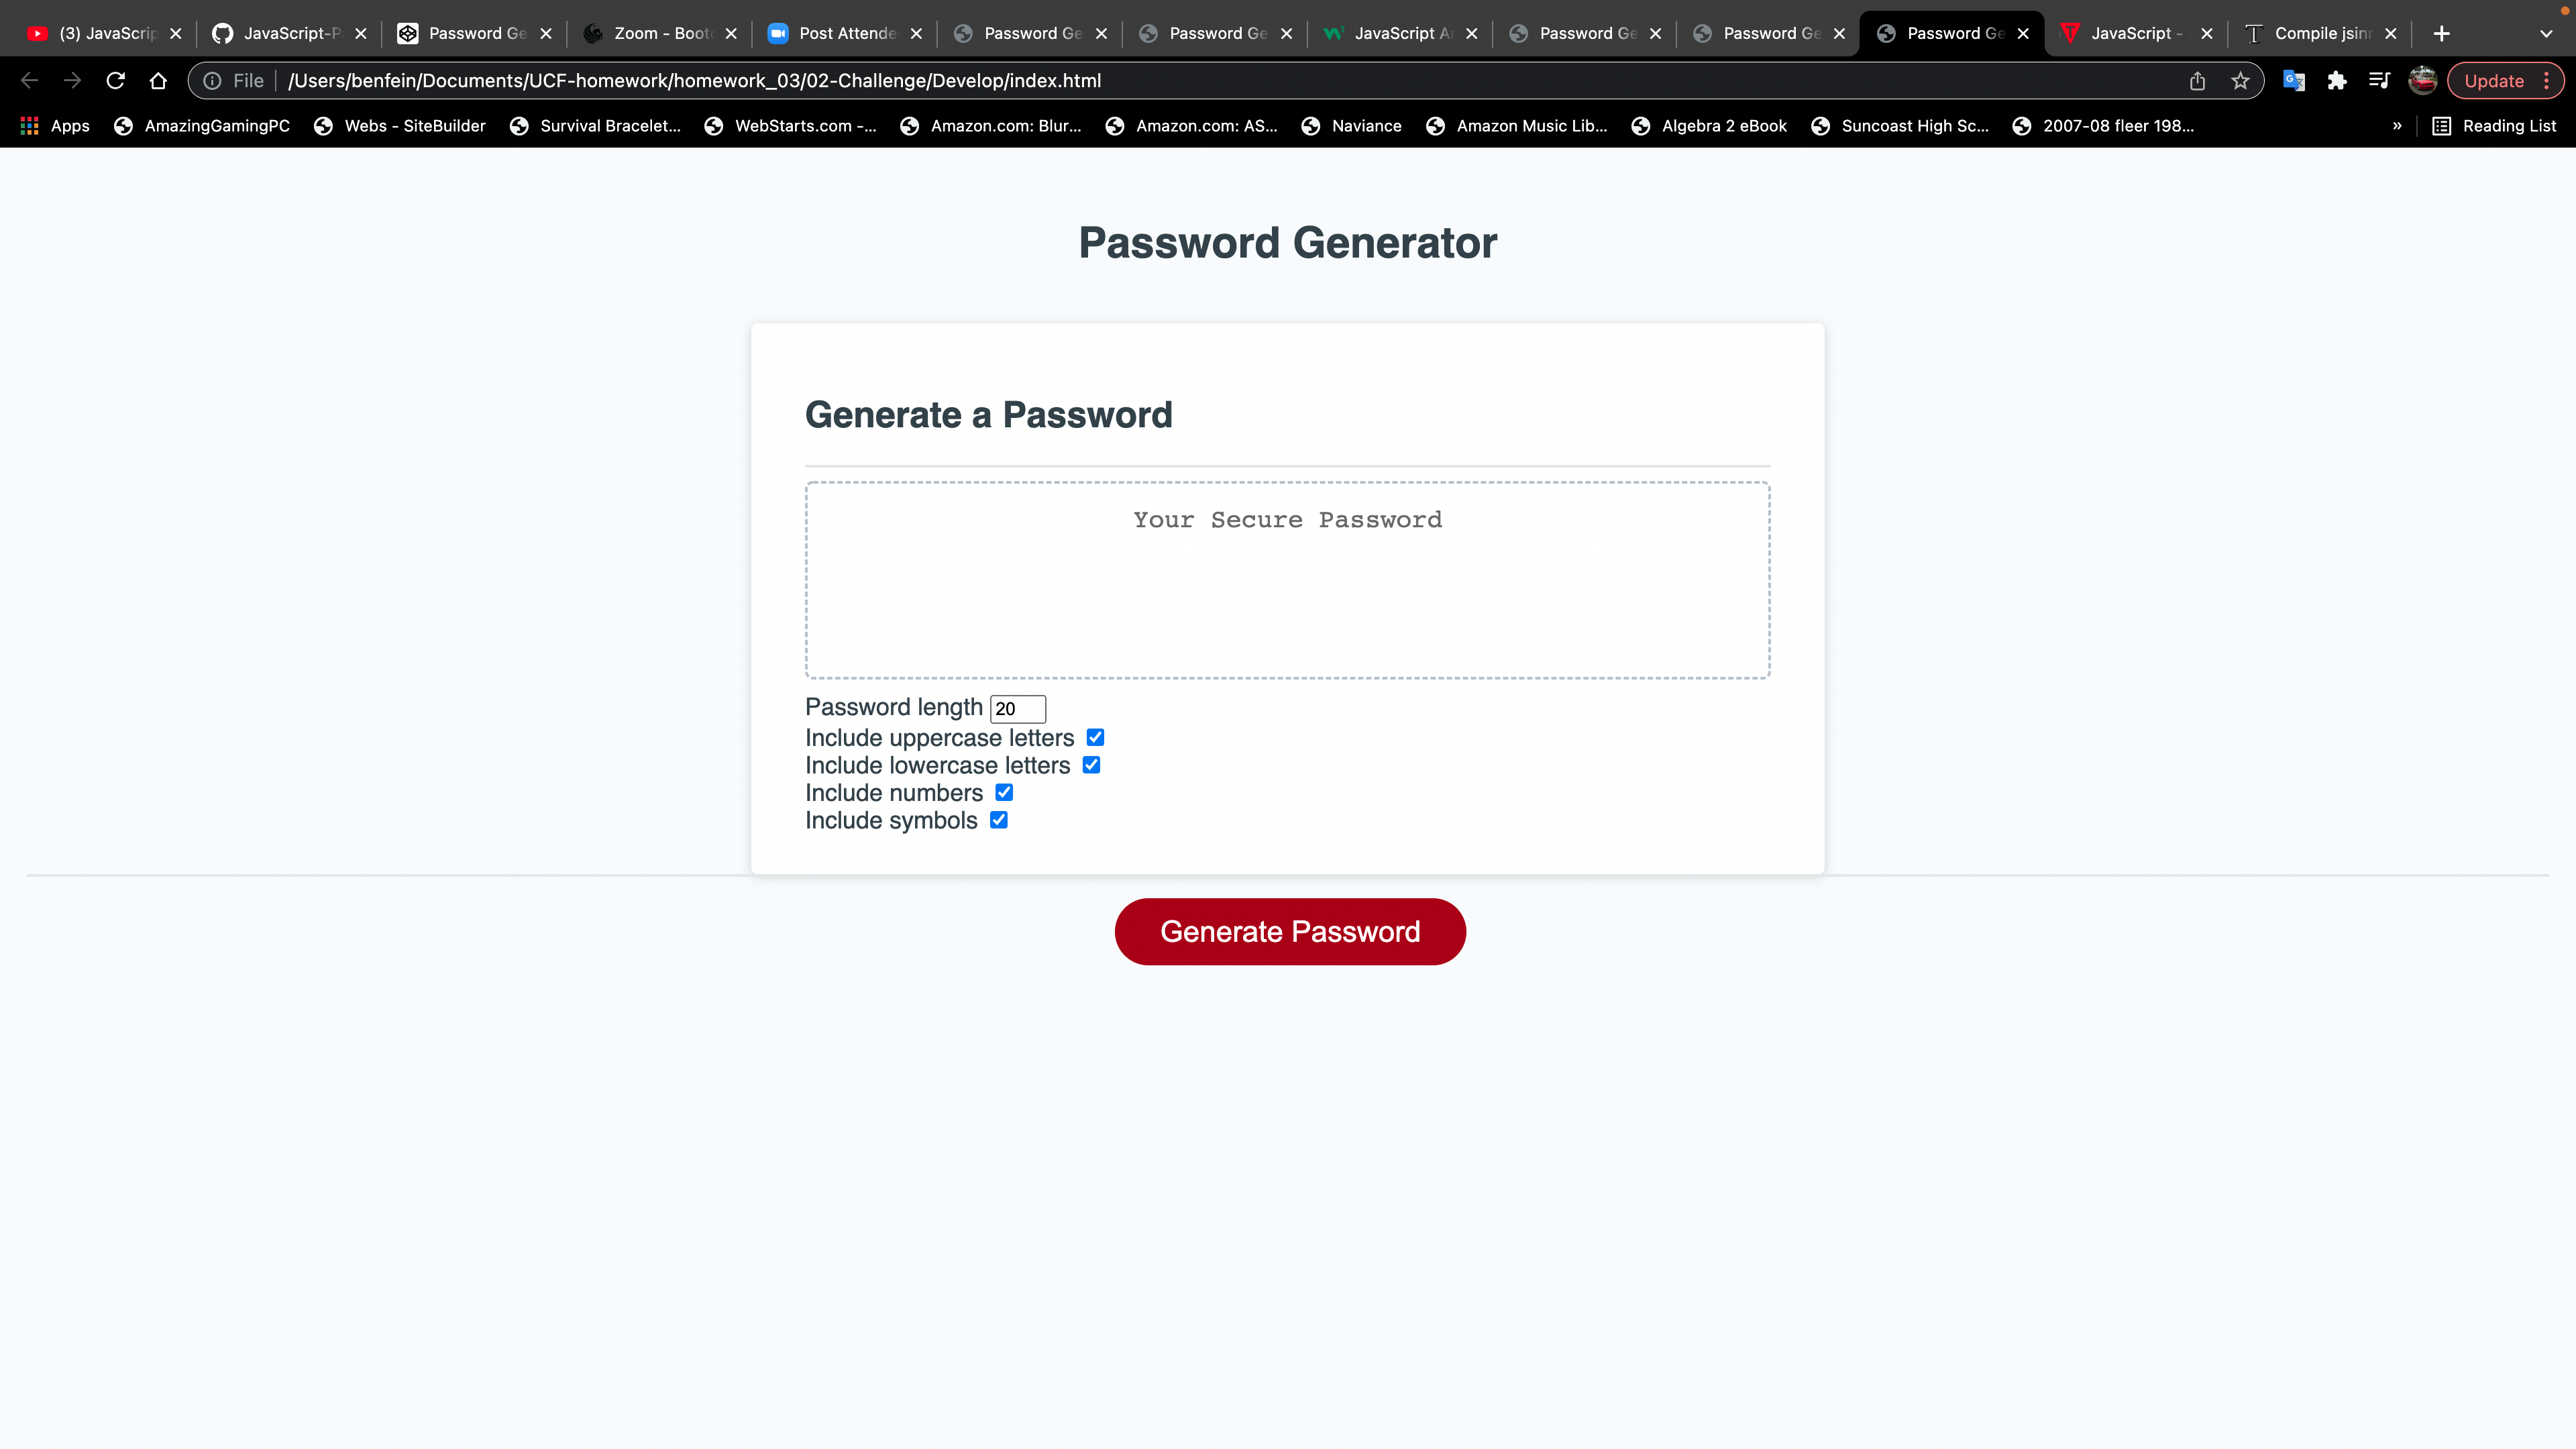 (3) JavaScrip
JavaScript-P
Password Ge
Zoom - Boot
Post Attende
Password Ge
Password Ge
JavaScript Ar
Password Ge
Password Ge
Password Ge
JavaScript -
Compile jsinn
File /Users/benfein/Documents/UCF-homework/homework_03/02-Challenge/Develop/index.html
Update
Apps
AmazingGamingPC
Webs - SiteBuilder
Survival Bracelet...
WebStarts.com -...
Amazon.com: Blur...
Amazon.com: AS...
Naviance
Amazon Music Lib...
Algebra 2 eBook
Suncoast High Sc...
2007-08 fleer 198...
»
Reading List
Password Generator
Generate a Password
Your Secure Password
Password length 20
Include uppercase letters
Include lowercase letters
Include numbers
Include symbols
Generate Password